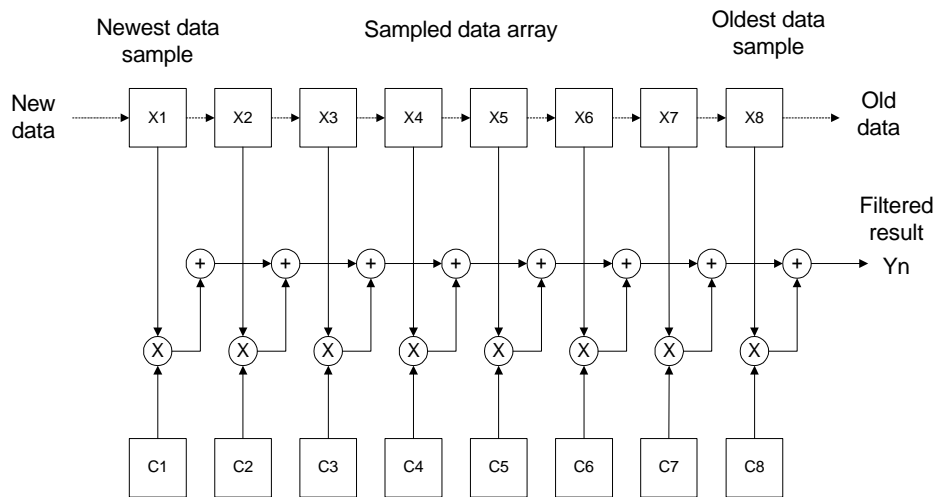 Newest data
sample
Sampled data array
Oldest data
sample
New
data
X1 X2 X3 X4 X5 X6 X7 X8
Old
data
Filtered
result
+ + + + + + + +
Yn
X X X X X X X X
C1 C2 C3 C4 C5 C6 C7 C8